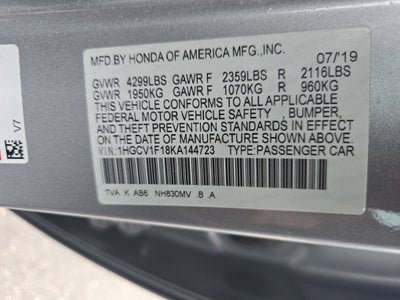 MFD.BY HONDA OF AMERICA MFG.,INC. 07/'19
GVWR 4299LBS GAWR F 2359LBS R 2116LBS
GVWR 1950KG GAWR F 1070KG R 960KG
THIS VEHICLE CONFORMS TO ALL APPLICABLE
FEDERAL MOTOR VEHICLE SAFETY , BUMPER,
AND THEFT PREVENTION STANDARDS IN EFFECT
ON THE DATE OF MANUFACTURE SHOWN ABOVE.
V.I.N.:1HGCV1F18KA144723 TYPE:PASSENGER CAR
TVA K AB6 NH830MV .B .A
V7